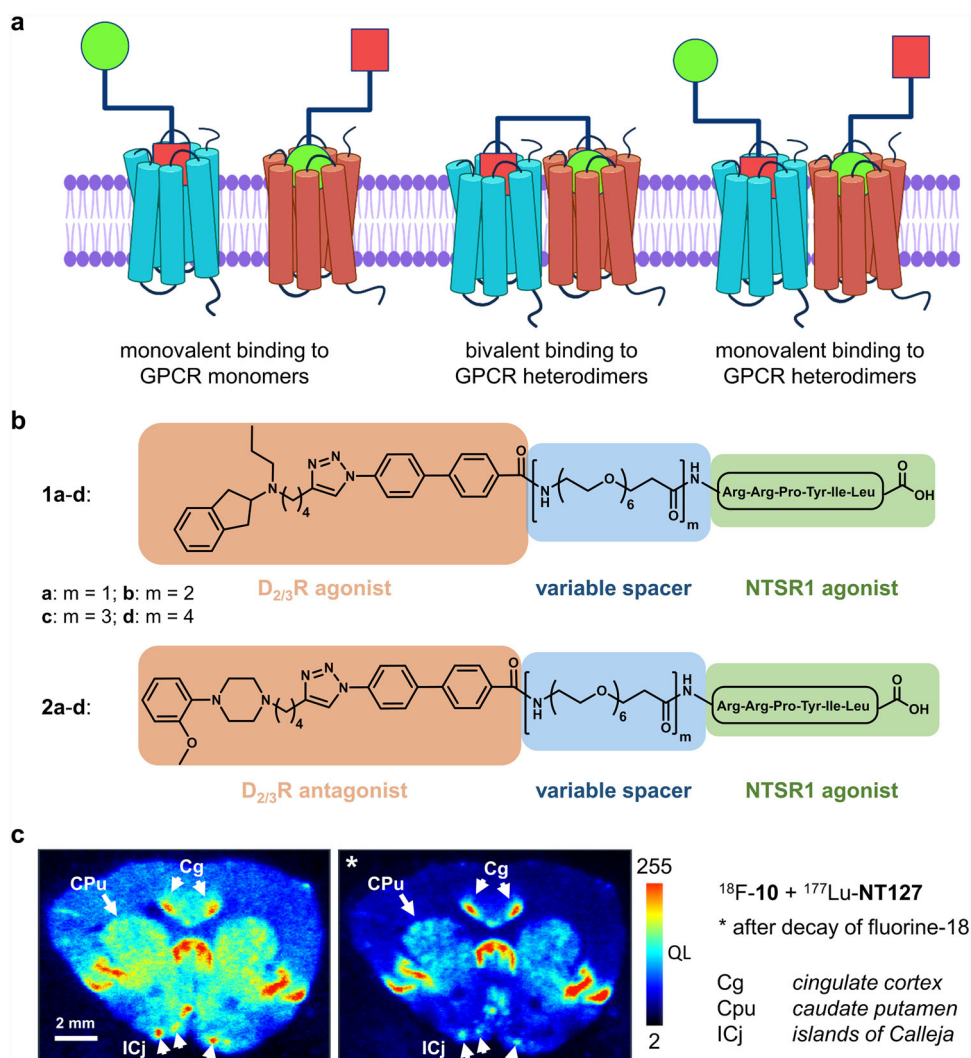 a
monovalent binding to
GPCR monomers
bivalent binding to
GPCR heterodimers
monovalent binding to
GPCR heterodimers
b
1a-d:
N
N
N
N
4
O
N
H
O
6
O
m
H
N
Arg-Arg-Pro-Tyr-Ile-Leu
O
OH
D2/3R agonist
variable spacer
NTSR1 agonist
a: m = 1; b: m = 2
c: m = 3; d: m = 4
2a-d:
N
N
O
4
N
N
N
O
N
H
O
6
O
m
H
N
Arg-Arg-Pro-Tyr-Ile-Leu
O
OH
D2/3R antagonist
variable spacer
NTSR1 agonist
c
CPu
Cg
ICj
2 mm
*
CPu
Cg
ICj
255
QL
2
18F-10 + 177Lu-NT127
* after decay of fluorine-18
Cg cingulate cortex
Cpu caudate putamen
ICj islands of Calleja